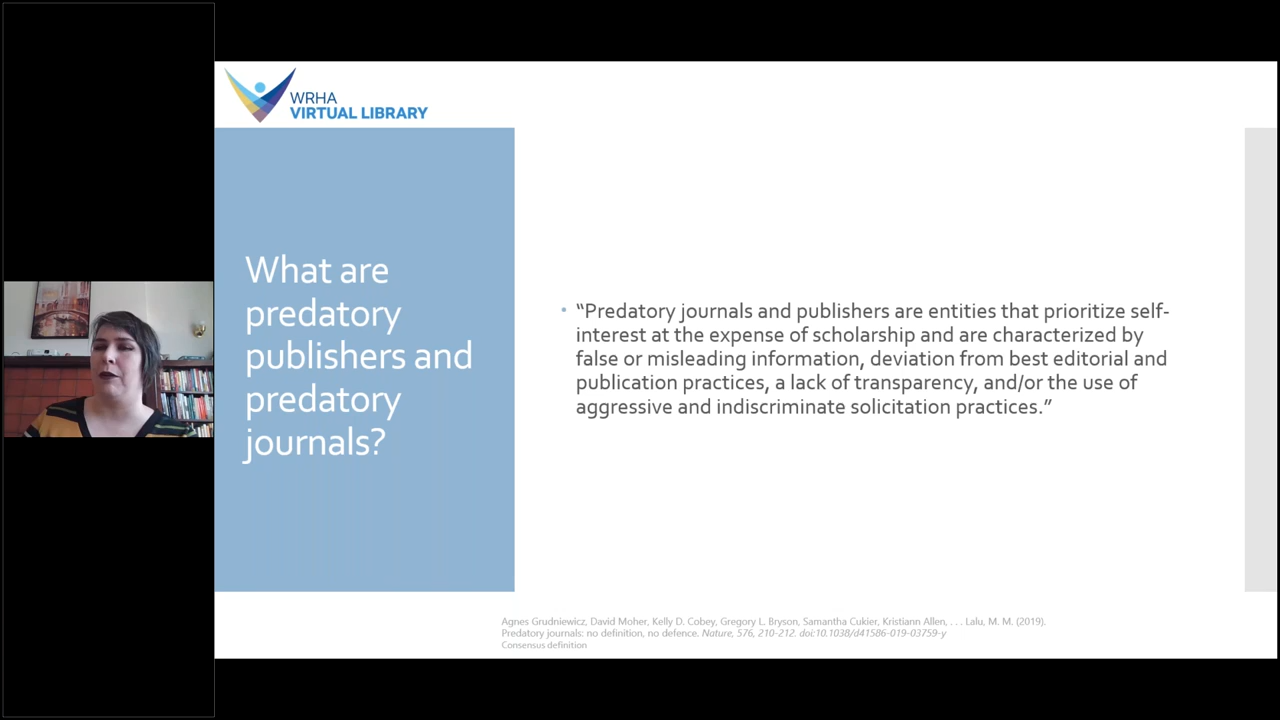 WRHA
VIRTUAL LIBRARY
What are
predatory
publishers and
predatory
journals?
• “Predatory journals and publishers are entities that prioritize self-
interest at the expense of scholarship and are characterized by
false or misleading information, deviation from best editorial and
publication practices, a lack of transparency, and/or the use of
aggressive and indiscriminate solicitation practices.”
Agnes Grudniewicz, David Moher, Kelly D. Cobey, Gregory L. Bryson, Samantha Cukier, Kristiann Allen, . . . Lalu, M. M. (2019).
Predatory journals: no definition, no defence. Nature, 576, 210-212. doi:10.1038/d41586-019-03759-y
Consensus definition